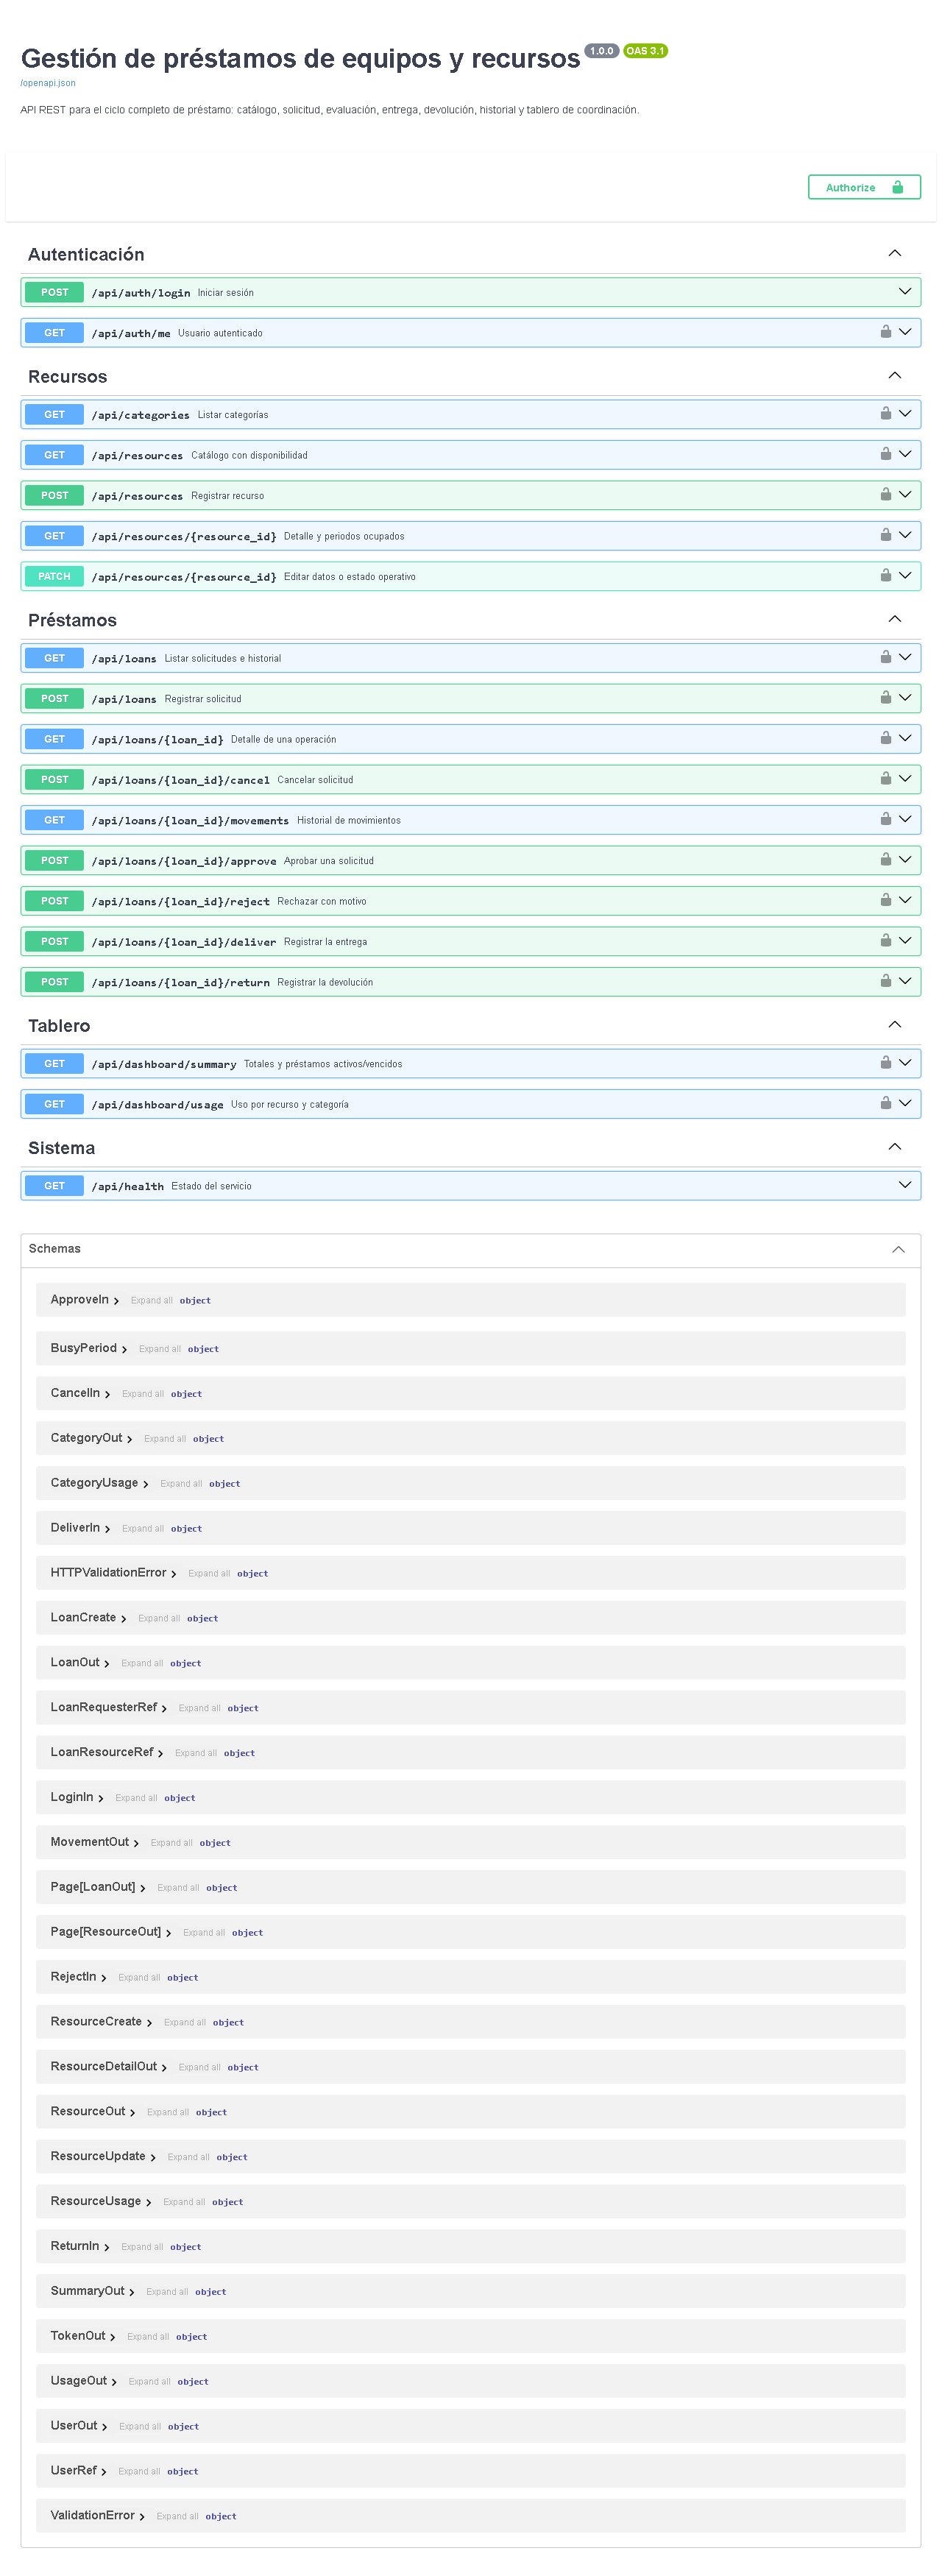 Gestión de préstamos de equipos y recursos 1.0.0 OAS 3.1
/openapi.json
API REST para el ciclo completo de préstamo: catálogo, solicitud, evaluación, entrega, devolución, historial y tablero de coordinación.
Authorize
Autenticación
POST /api/auth/login Iniciar sesión
GET /api/auth/me Usuario autenticado
Recursos
GET /api/categories Listar categorías
GET /api/resources Catálogo con disponibilidad
POST /api/resources Registrar recurso
GET /api/resources/{resource_id} Detalle y periodos ocupados
PATCH /api/resources/{resource_id} Editar datos o estado operativo
Préstamos
GET /api/loans Listar solicitudes e historial
POST /api/loans Registrar solicitud
GET /api/loans/{loan_id} Detalle de una operación
POST /api/loans/{loan_id}/cancel Cancelar solicitud
GET /api/loans/{loan_id}/movements Historial de movimientos
POST /api/loans/{loan_id}/approve Aprobar una solicitud
POST /api/loans/{loan_id}/reject Rechazar con motivo
POST /api/loans/{loan_id}/deliver Registrar la entrega
POST /api/loans/{loan_id}/return Registrar la devolución
Tablero
GET /api/dashboard/summary Totales y préstamos activos/vencidos
GET /api/dashboard/usage Uso por recurso y categoría
Sistema
GET /api/health Estado del servicio
Schemas
ApproveIn Expand all object
BusyPeriod Expand all object
CancelIn Expand all object
CategoryOut Expand all object
CategoryUsage Expand all object
DeliverIn Expand all object
HTTPValidationError Expand all object
LoanCreate Expand all object
LoanOut Expand all object
LoanRequesterRef Expand all object
LoanResourceRef Expand all object
LoginIn Expand all object
MovementOut Expand all object
Page[LoanOut] Expand all object
Page[ResourceOut] Expand all object
RejectIn Expand all object
ResourceCreate Expand all object
ResourceDetailOut Expand all object
ResourceOut Expand all object
ResourceUpdate Expand all object
ResourceUsage Expand all object
ReturnIn Expand all object
SummaryOut Expand all object
TokenOut Expand all object
UsageOut Expand all object
UserOut Expand all object
UserRef Expand all object
ValidationError Expand all object